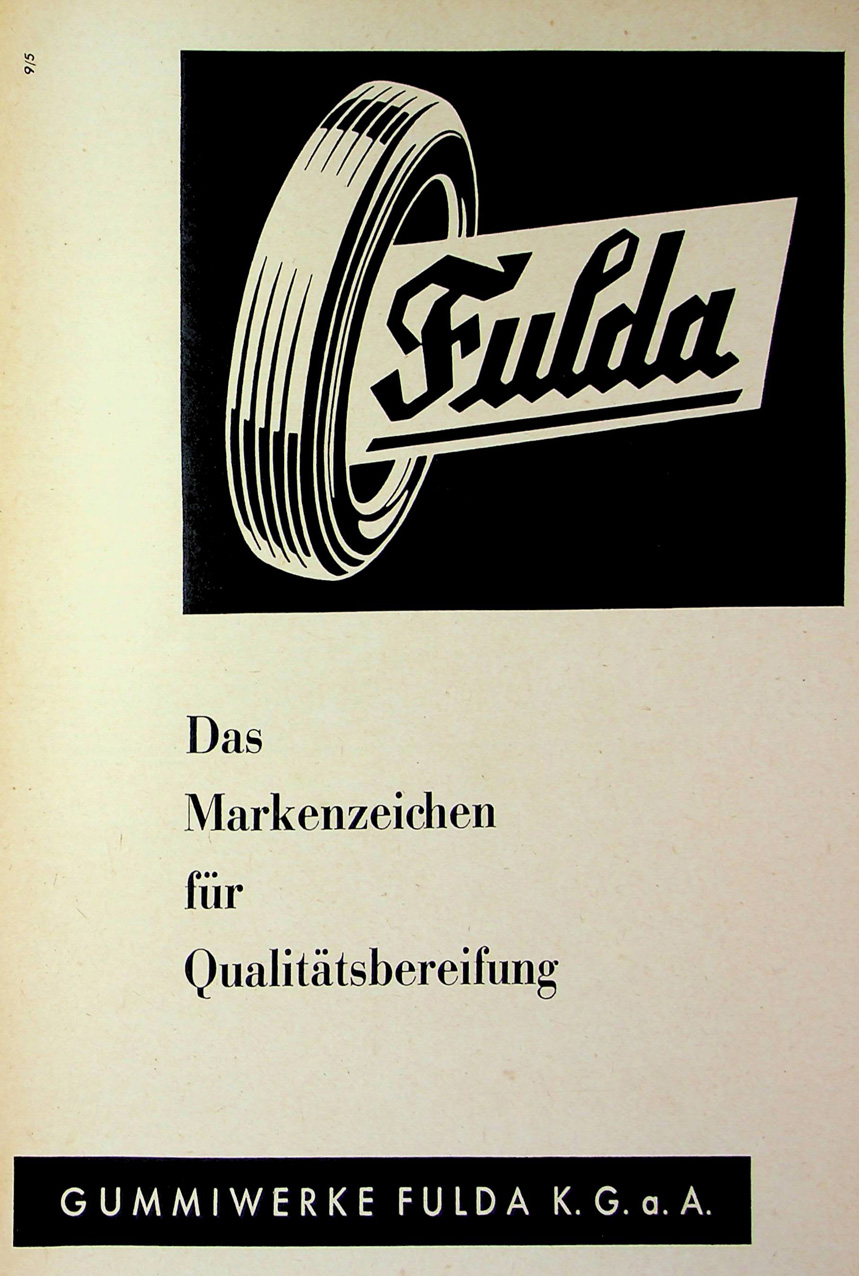 9/5
Fulda
Das
Markenzeichen
für
Qualitätsbereifung
GUMMIWERKE FULDA K. G. a. A.